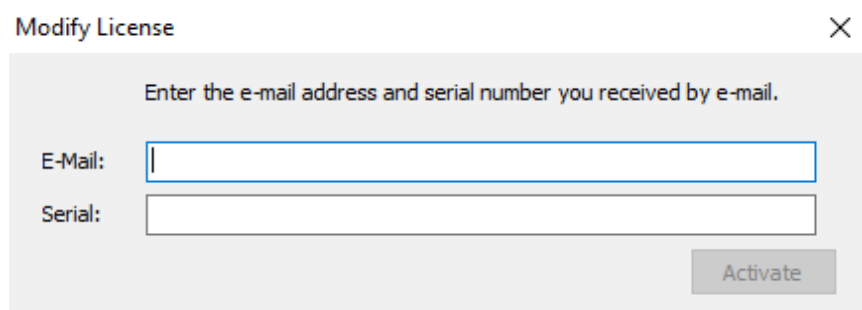 Modify License
Enter the e-mail address and serial number you received by e-mail.
E-Mail:
Serial:
Activate